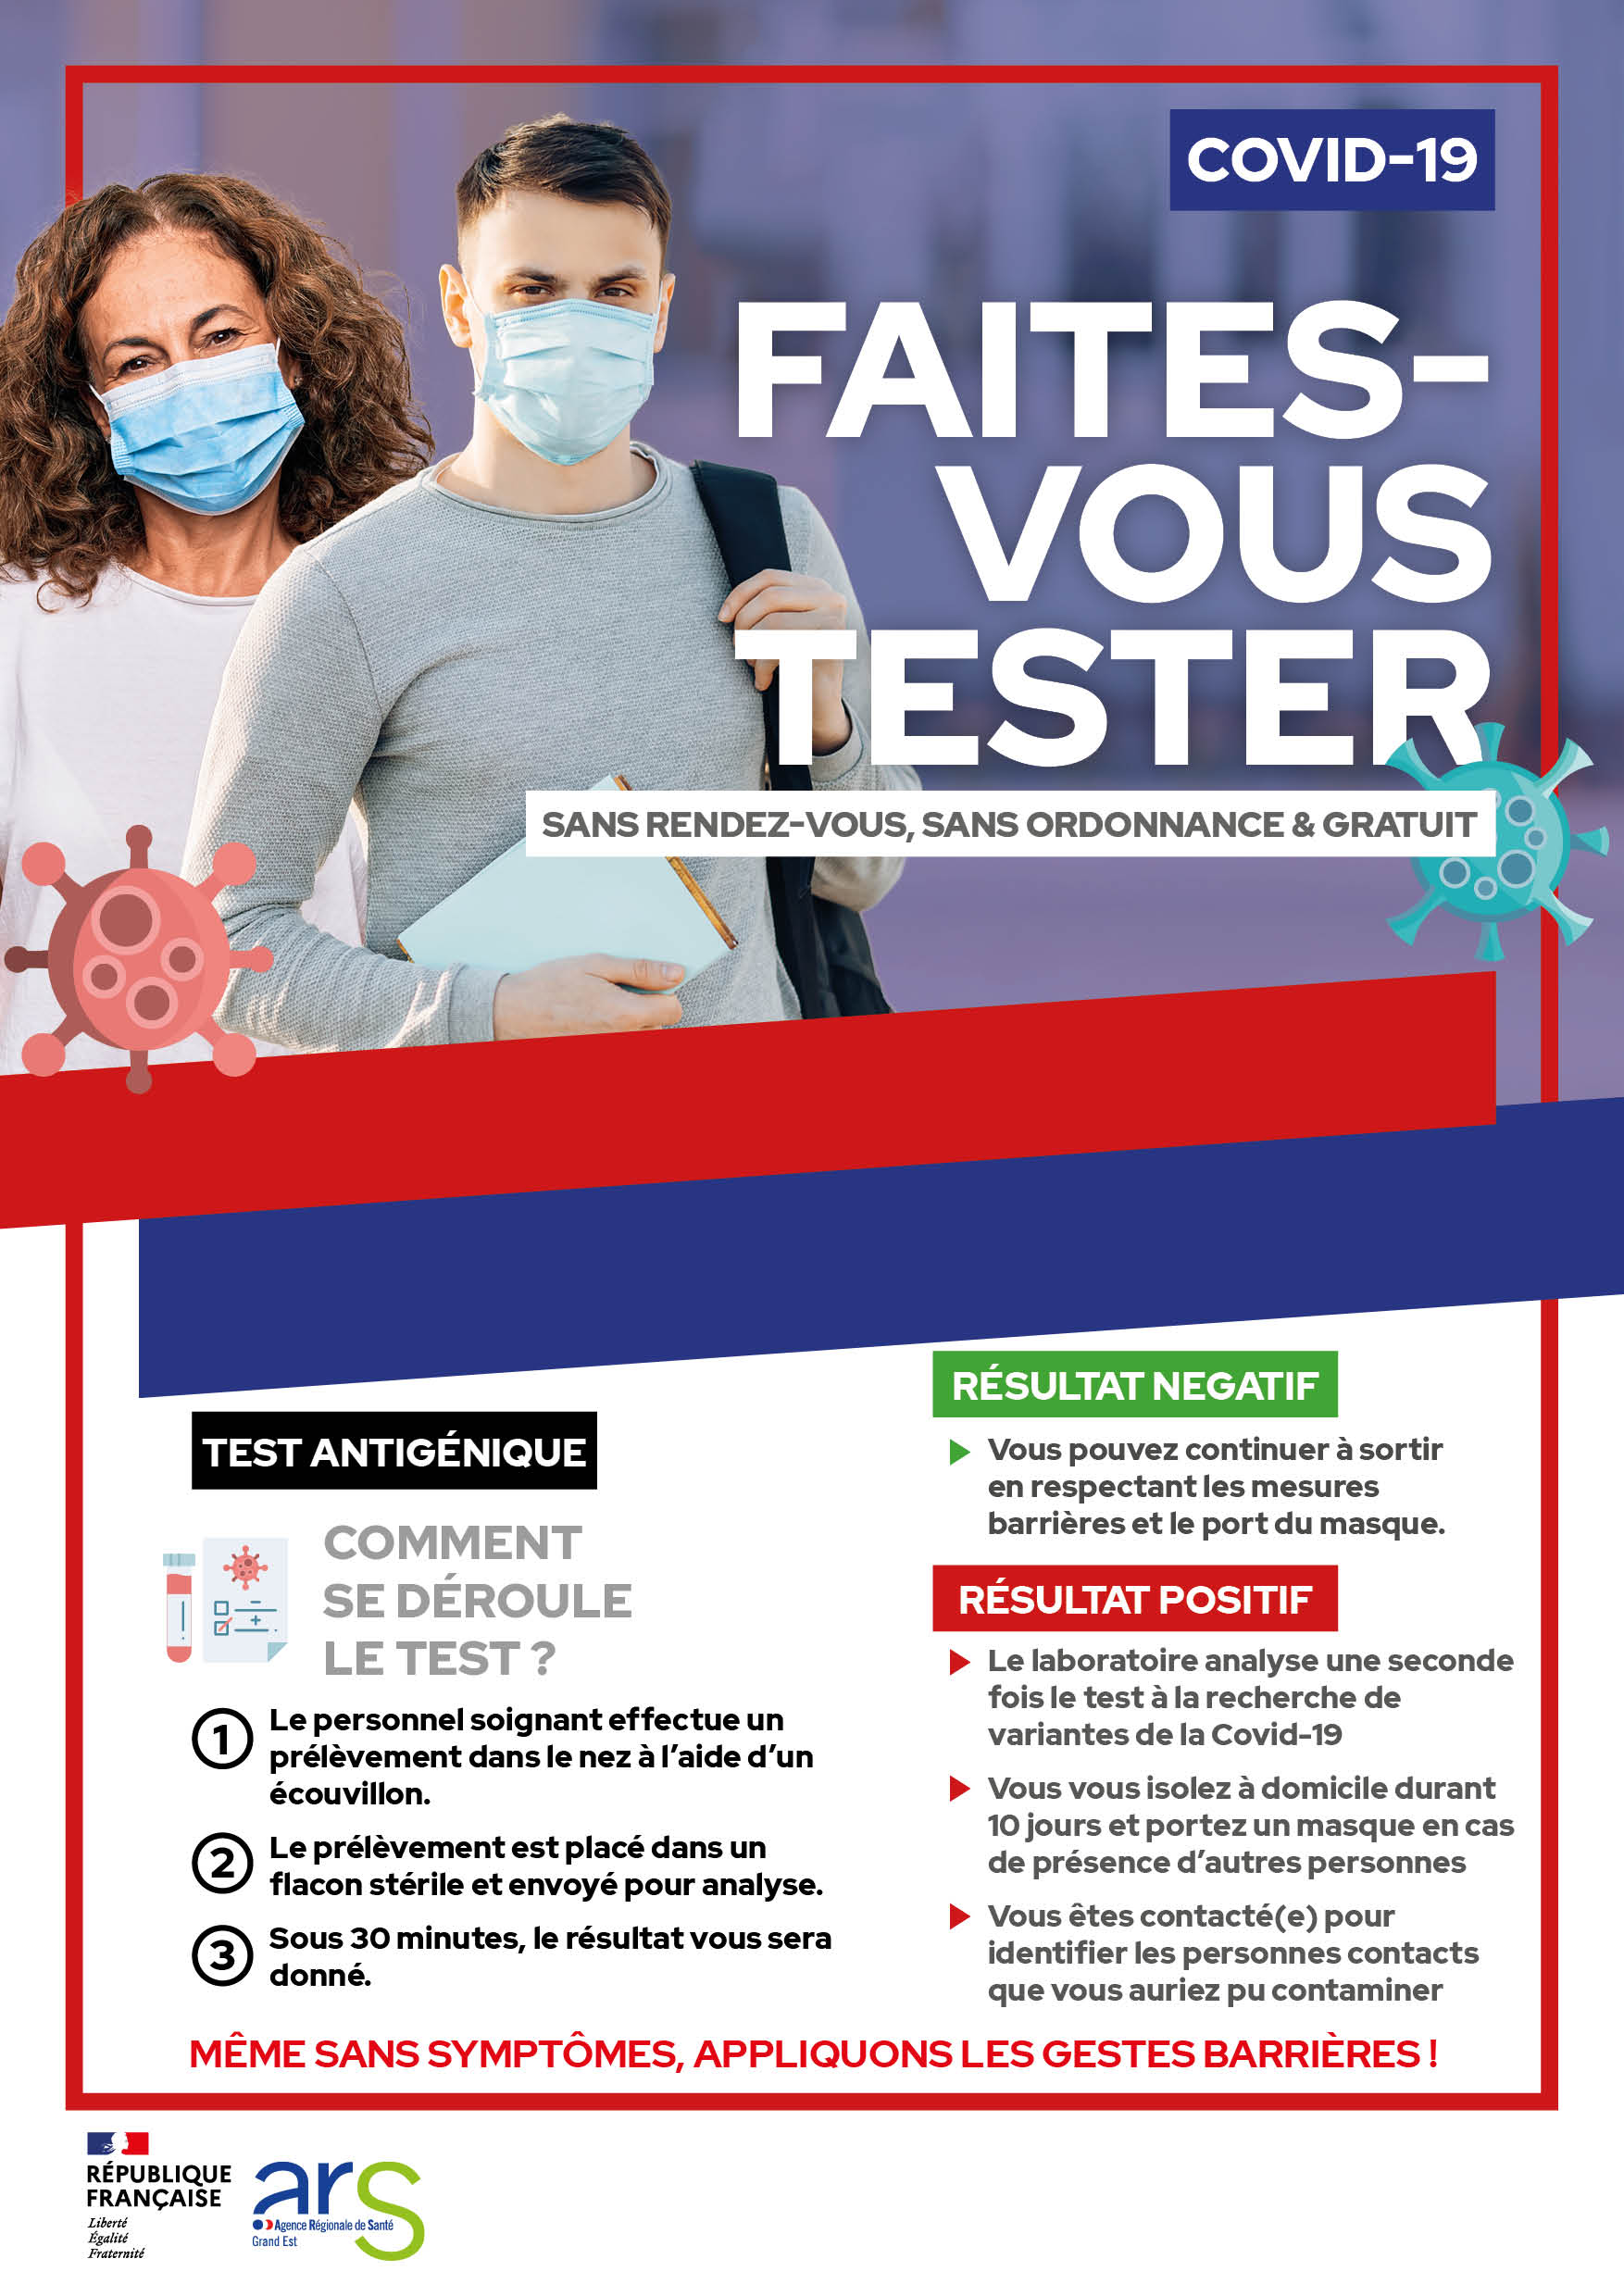 COVID-19
FAITES-
VOUS
TESTER
SANS RENDEZ-VOUS, SANS ORDONNANCE & GRATUIT
TEST ANTIGÉNIQUE
COMMENT
SE DÉROULE
LE TEST ?
1 Le personnel soignant effectue un
prélèvement dans le nez à l'aide d'un
écouvillon.
2 Le prélèvement est placé dans un
flacon stérile et envoyé pour analyse.
3 Sous 30 minutes, le résultat vous sera
donné.
RÉSULTAT NEGATIF
Vous pouvez continuer à sortir
en respectant les mesures
barrières et le port du masque.
RÉSULTAT POSITIF
Le laboratoire analyse une seconde
fois le test à la recherche de
variantes de la Covid-19
Vous vous isolez à domicile durant
10 jours et portez un masque en cas
de présence d'autres personnes
Vous êtes contacté(e) pour
identifier les personnes contacts
que vous auriez pu contaminer
MÊME SANS SYMPTÔMES, APPLIQUONS LES GESTES BARRIÈRES !
RÉPUBLIQUE
FRANÇAISE
Liberté
Égalité
Fraternité
ars
Agence Régionale de Santé
Grand Est